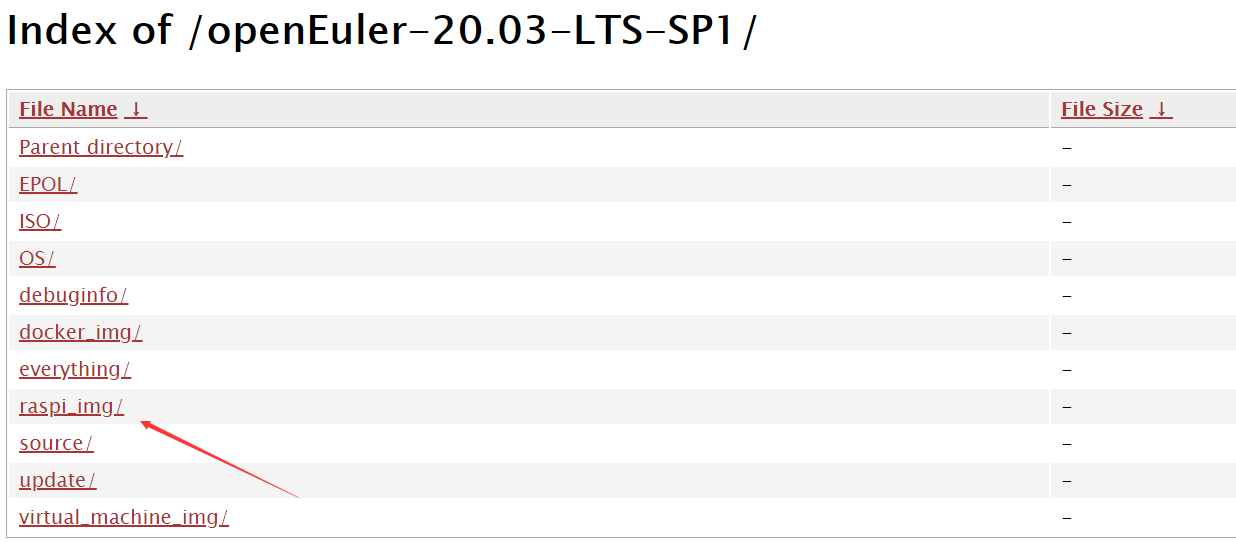 Index of /openEuler-20.03-LTS-SP1/
File Name ↓ File Size ↓
Parent directory/ -
EPOL/ -
ISO/ -
OS/ -
debuginfo/ -
docker_img/ -
everything/ -
raspi_img/ -
source/ -
update/ -
virtual_machine_img/ -